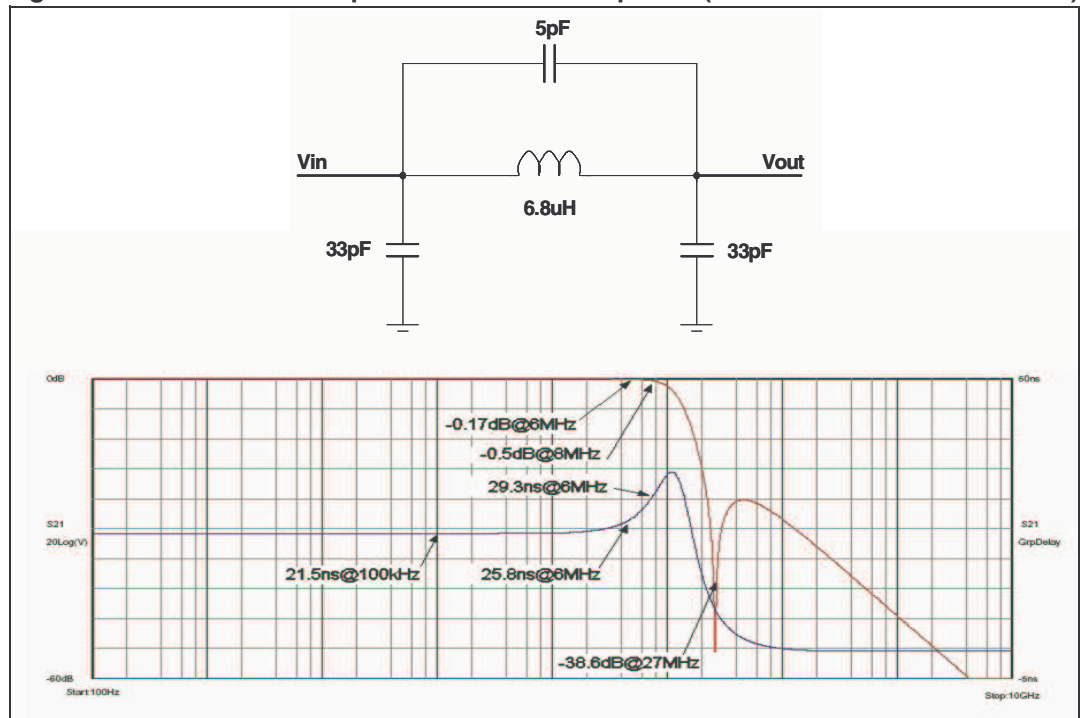 5pF
Vin
Vout
6.8uH
33pF
33pF
0dB
50ns
-0.17dB@6MHz
-0.5dB@8MHz
29.3ns@6MHz
S21
20Log(V)
S21
GrpDelay
21.5ns@100kHz
25.8ns@6MHz
-38.6dB@27MHz
-60dB
-5ns
Start:100Hz
Stop:10GHz